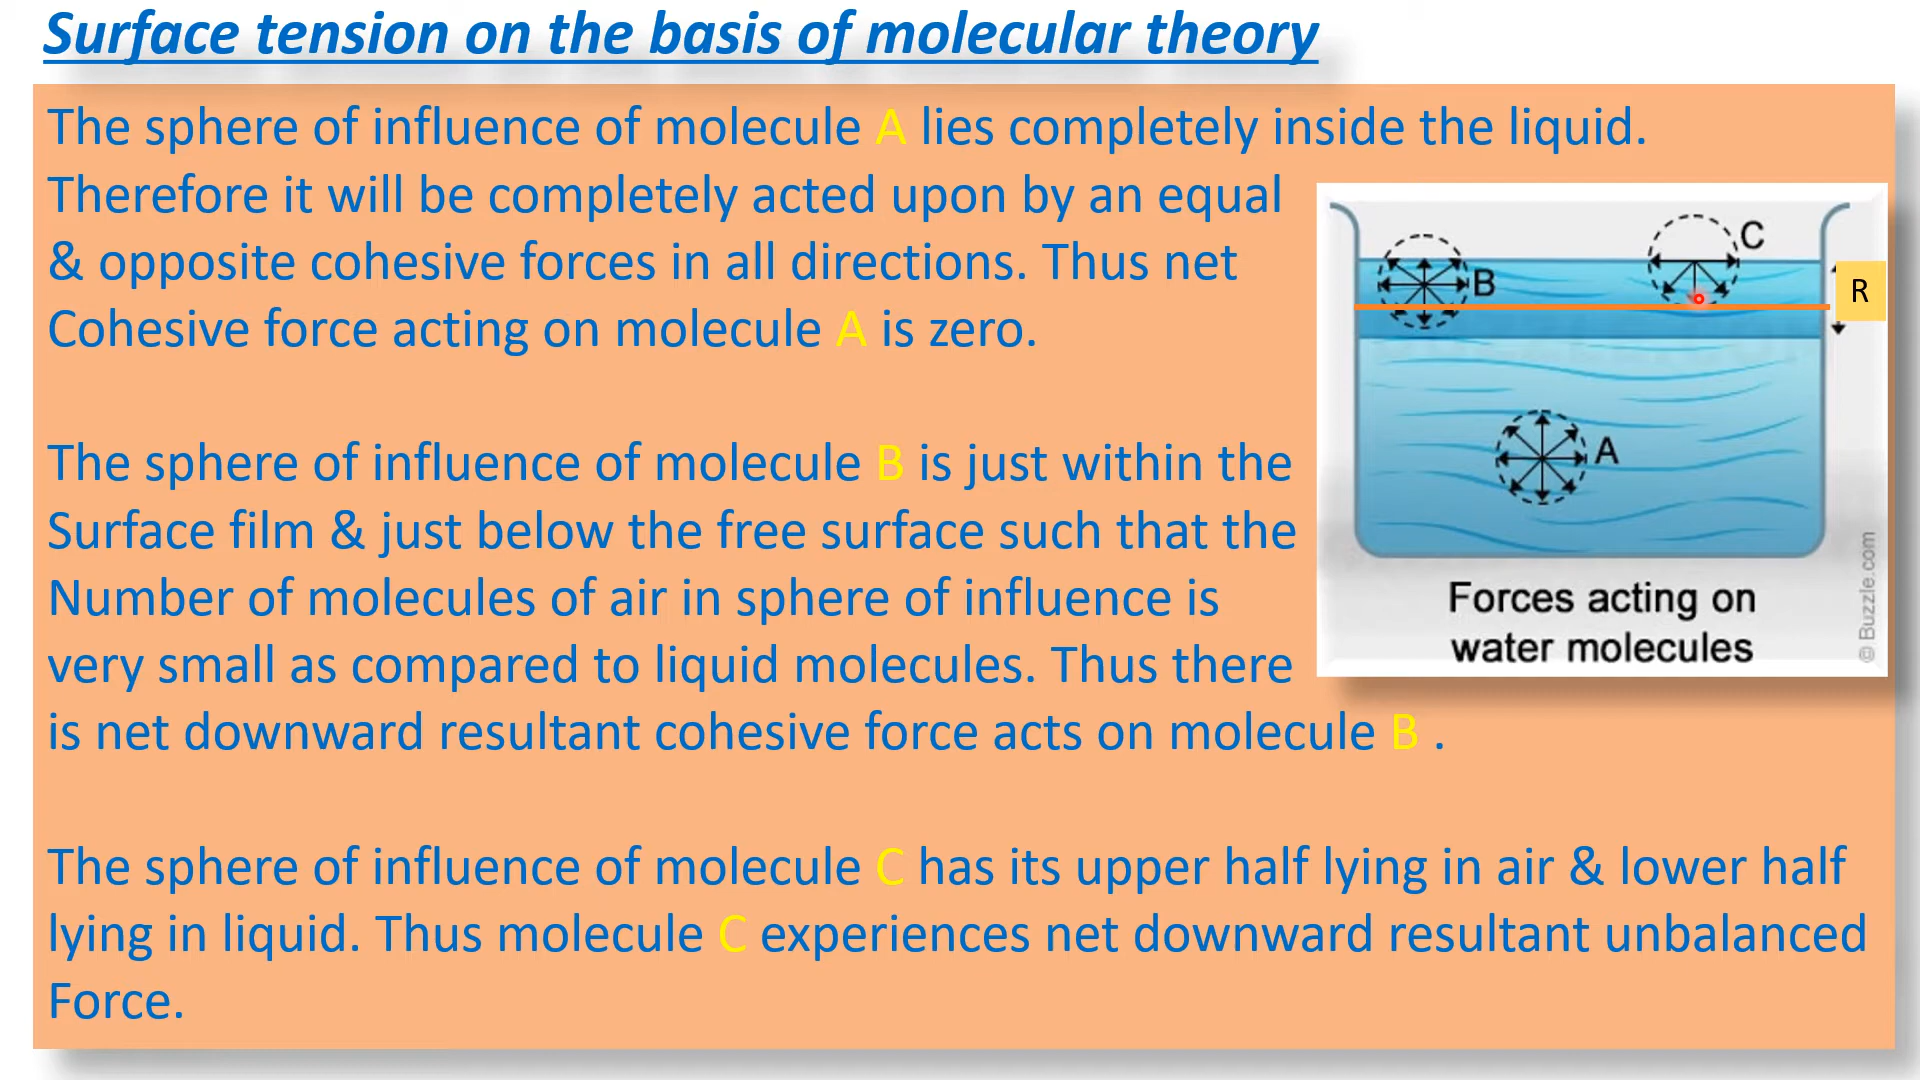 Surface tension on the basis of molecular theory
The sphere of influence of molecule A lies completely inside the liquid.
Therefore it will be completely acted upon by an equal
& opposite cohesive forces in all directions. Thus net
Cohesive force acting on molecule A is zero.
The sphere of influence of molecule B is just within the
Surface film & just below the free surface such that the
Number of molecules of air in sphere of influence is
very small as compared to liquid molecules. Thus there
is net downward resultant cohesive force acts on molecule B .
The sphere of influence of molecule C has its upper half lying in air & lower half
lying in liquid. Thus molecule C experiences net downward resultant unbalanced
Force.
C
B
R
A
Forces acting on
water molecules
© Buzzle.com